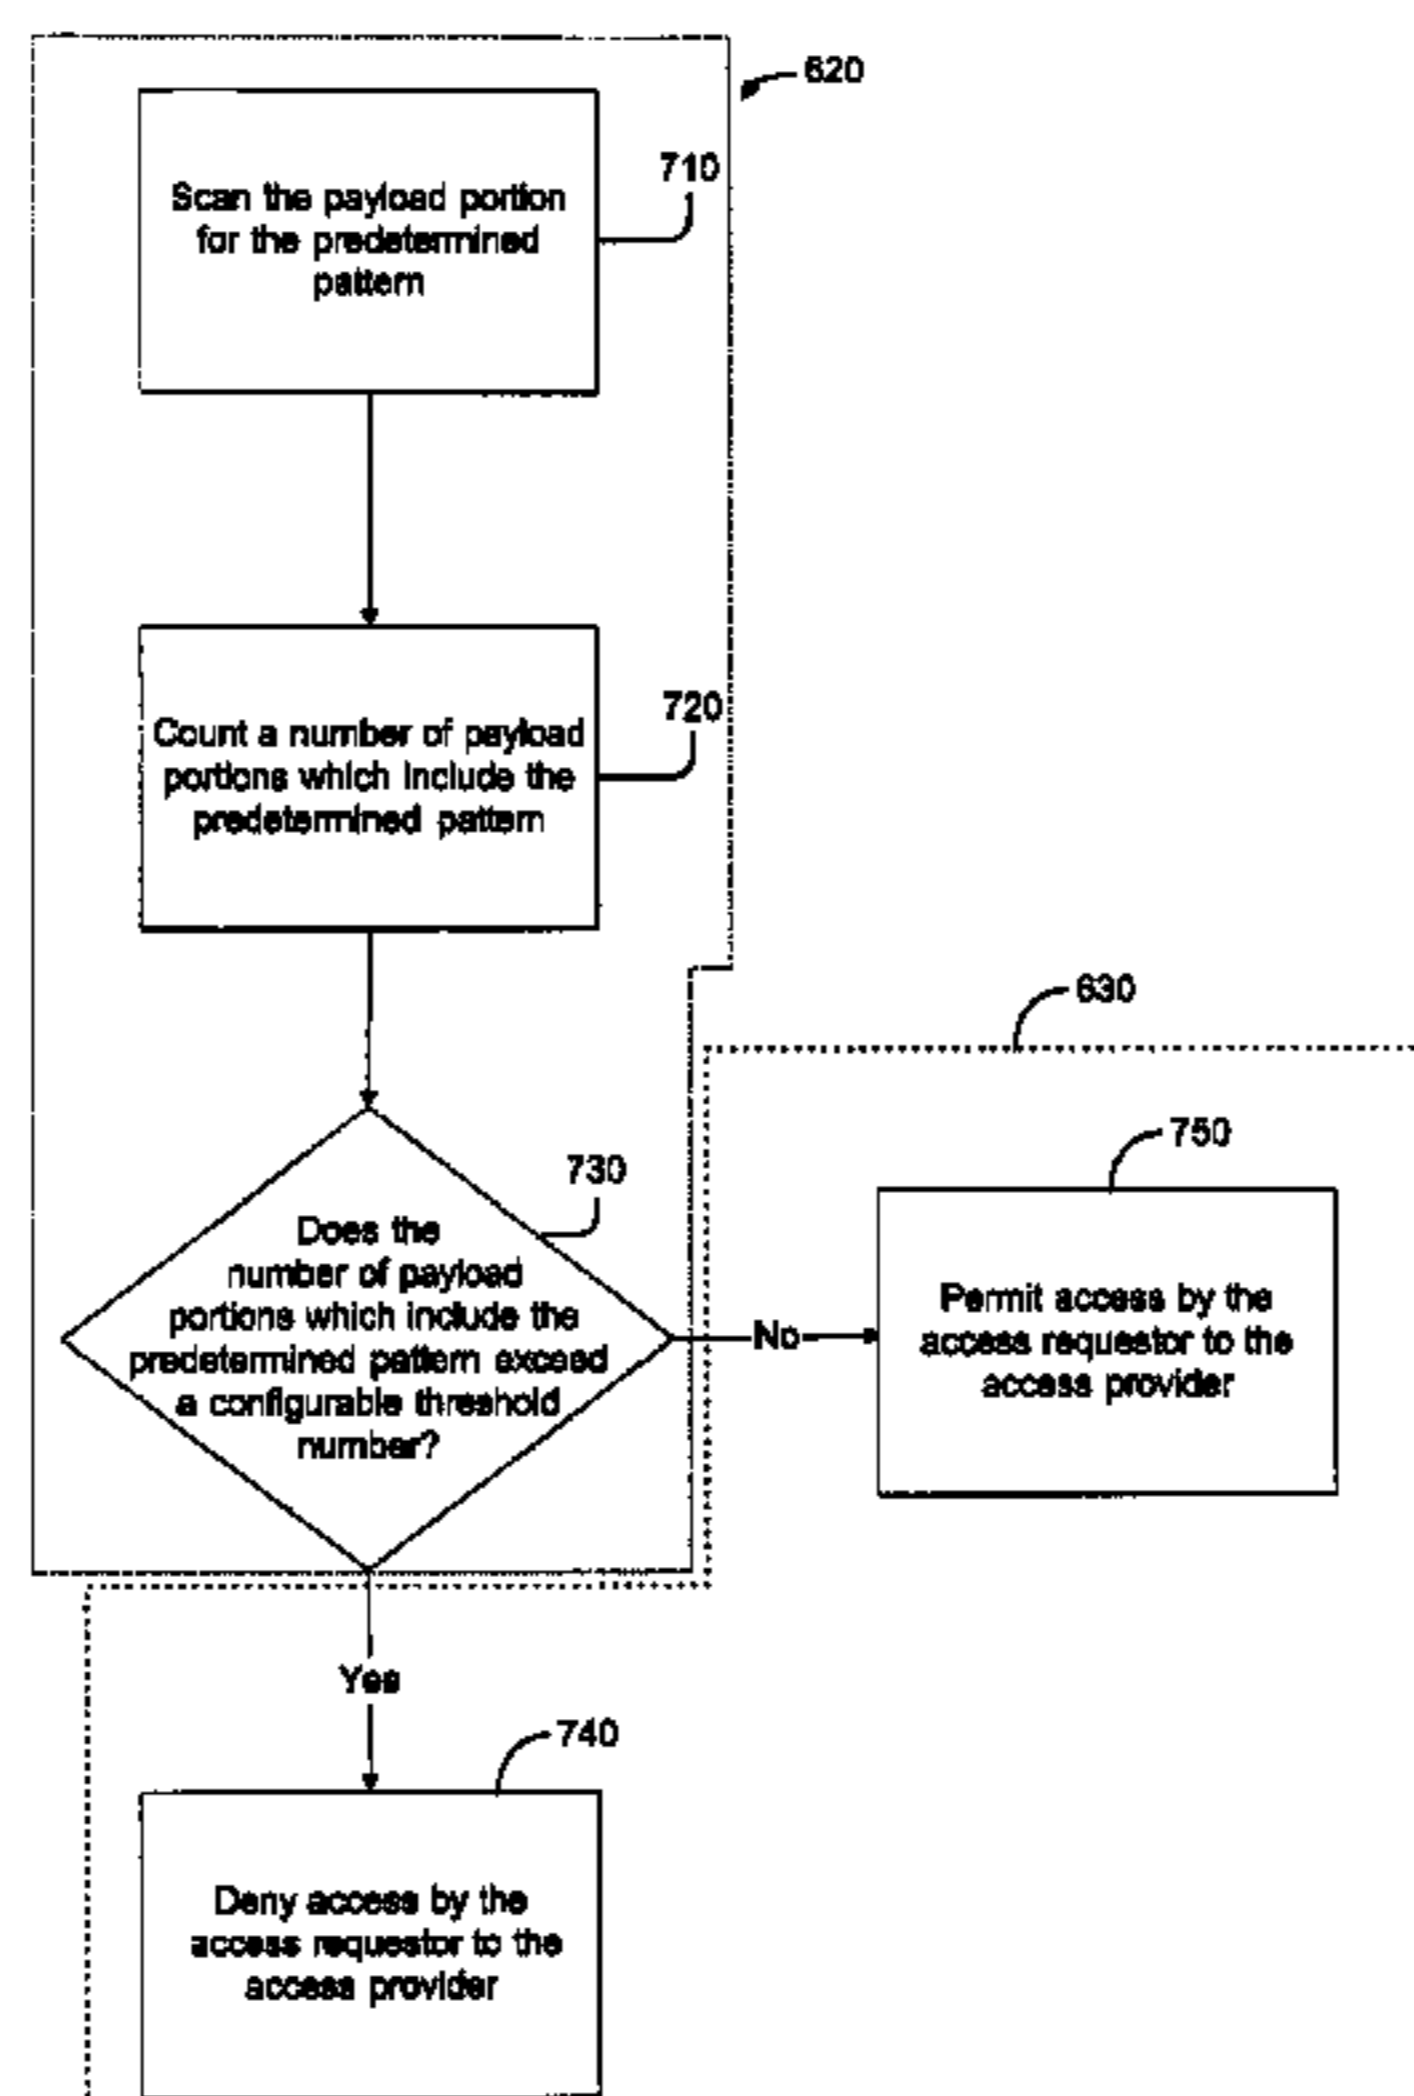 620
710
Scan the payload portion
for the predetermined
pattern
720
Count a number of payload
portions which include the
predetermined pattern
630
730
750
Does the
number of payload
portions which include the
predetermined pattern exceed
a configurable threshold
number?
No
Permit access by the
access requestor to the
access provider
Yes
740
Deny access by the
access requestor to the
access provider